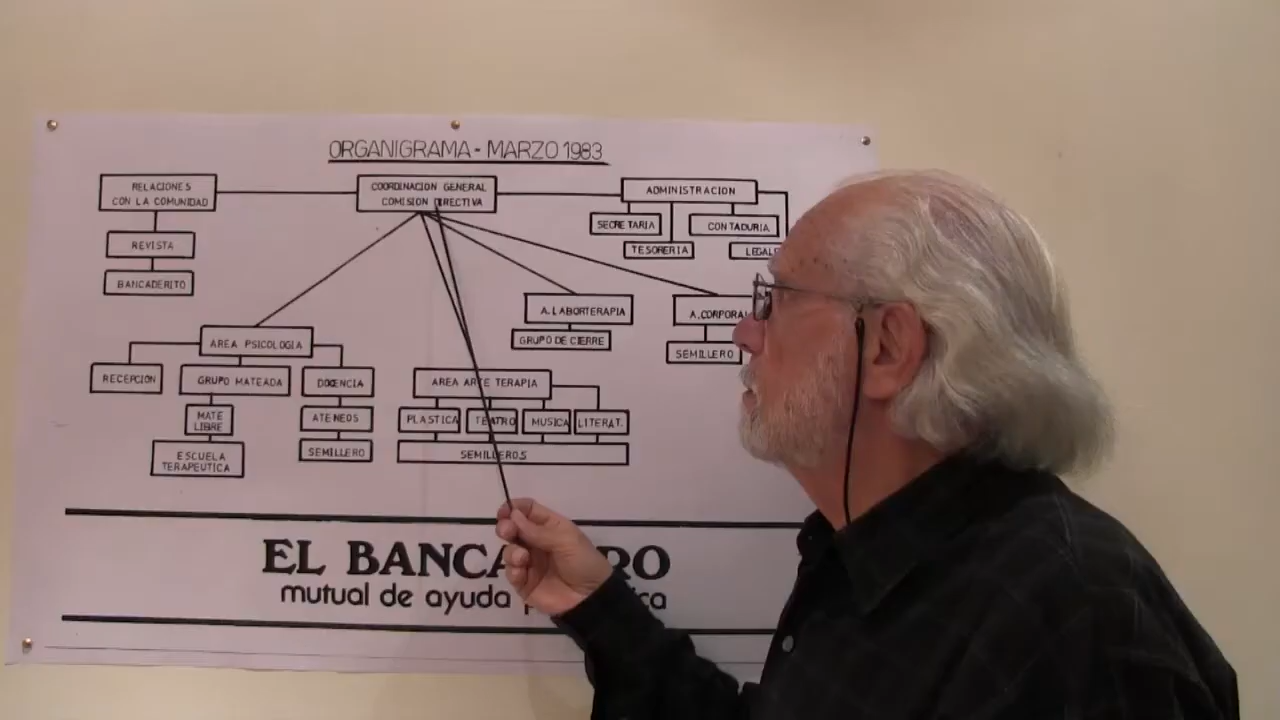 ORGANIGRAMA - MARZO 1983
RELACIONES
CON LA COMUNIDAD
COORDINACION GENERAL
COMISION DIRECTIVA
ADMINISTRACION
SECRETARIA
CONTADURIA
TESORERIA
REVISTA
BANCADERITO
A. LABORTERAPIA
GRUPO DE CIERRE
SEMILLERO
AREA PSICOLOGIA
RECEPCION
GRUPO MATEADA
DOCENCIA
MATE
LIBRE
ATENEOS
ESCUELA
TERAPEUTICA
SEMILLERO
AREA ARTE TERAPIA
PLASTICA
TEATRO
MUSICA
LITERAT.
SEMILLEROS
EL
mutual de ayuda